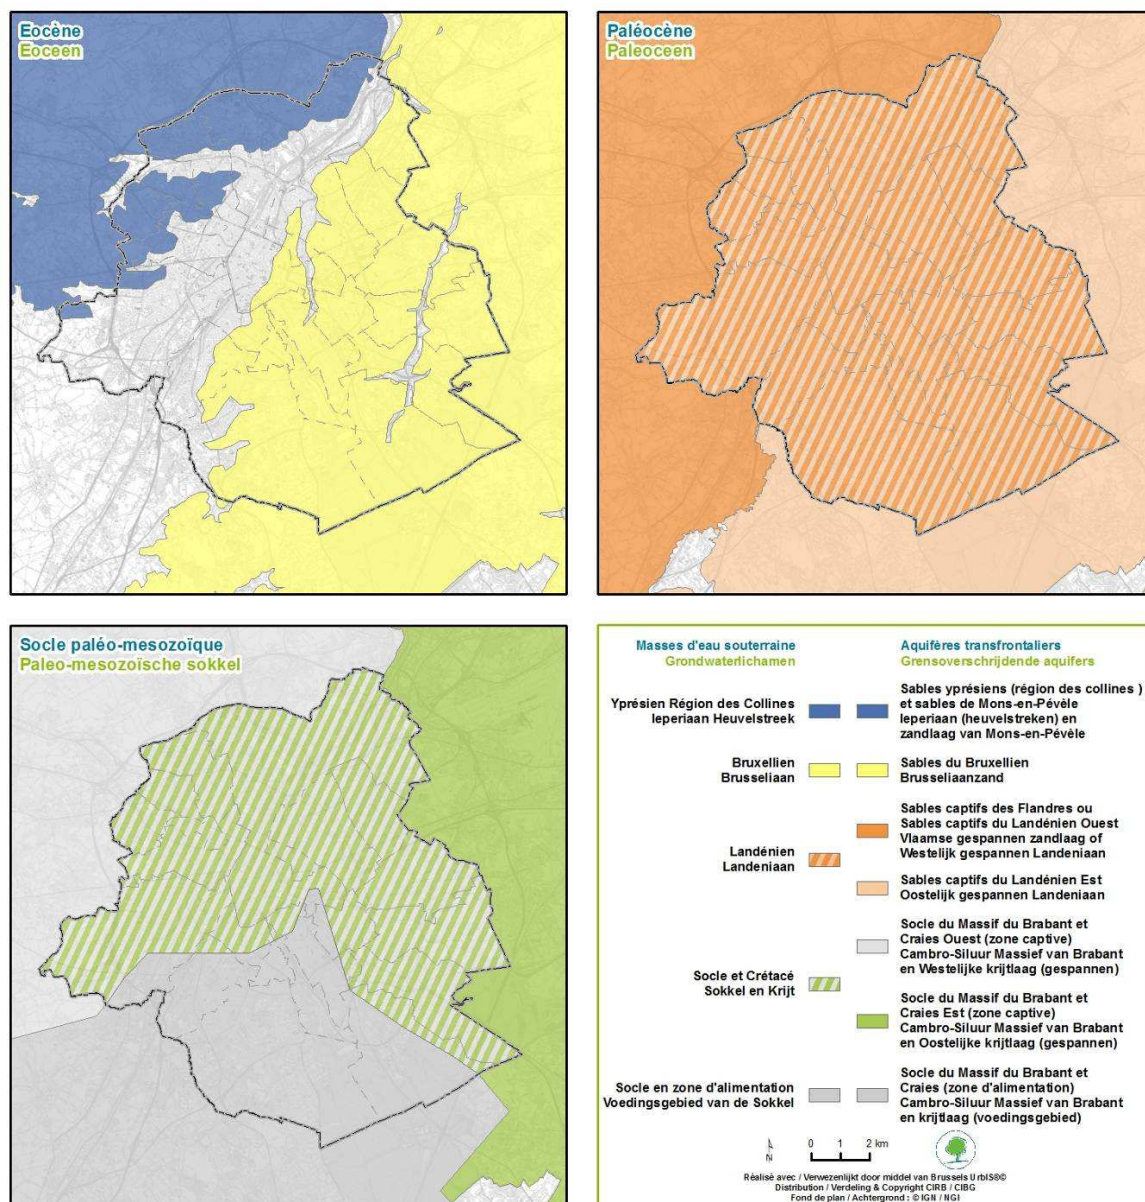 Eocène
Eoceen
Paléocène
Paleoceen
Socle paléo-mesozoïque
Paleo-mesozoïsche sokkel
Masses d'eau souterraine
Grondwaterlichamen
Aquifères transfrontaliers
Grensoverschrijdende aquifers
Yprésien Région des Collines
Ieperiaan Heuvelstreek
Sables yprésiens (région des collines )
et sables de Mons-en-Pévèle
Ieperiaan (heuvelstreken) en
zandlaag van Mons-en-Pévèle
Bruxellien
Brusseliaan
Sables du Bruxellien
Brusseliaanzand
Landénien
Landeniaan
Sables captifs des Flandres ou
Sables captifs du Landénien Ouest
Vlaamse gespannen zandlaag of
Westelijk gespannen Landeniaan
Sables captifs du Landénien Est
Oostelijk gespannen Landeniaan
Socle et Crétacé
Sokkel en Krijt
Socle du Massif du Brabant et
Craies Ouest (zone captive)
Cambro-Siluur Massief van Brabant
en Westelijke krijtlaag (gespannen)
Socle du Massif du Brabant et
Craies Est (zone captive)
Cambro-Siluur Massief van Brabant
en Oostelijke krijtlaag (gespannen)
Socle en zone d'alimentation
Voedingsgebied van de Sokkel
Socle du Massif du Brabant et
Craies (zone d'alimentation)
Cambro-Siluur Massief van Brabant
en krijtlaag (voedingsgebied)
N
0 1 2 km
Réalisé avec / Verwezenlijkt door middel van Brussels UrbIS®©
Distribution / Verdeling & Copyright CIRB / CIBG
Fond de plan / Achtergrond : © IGN / NGI